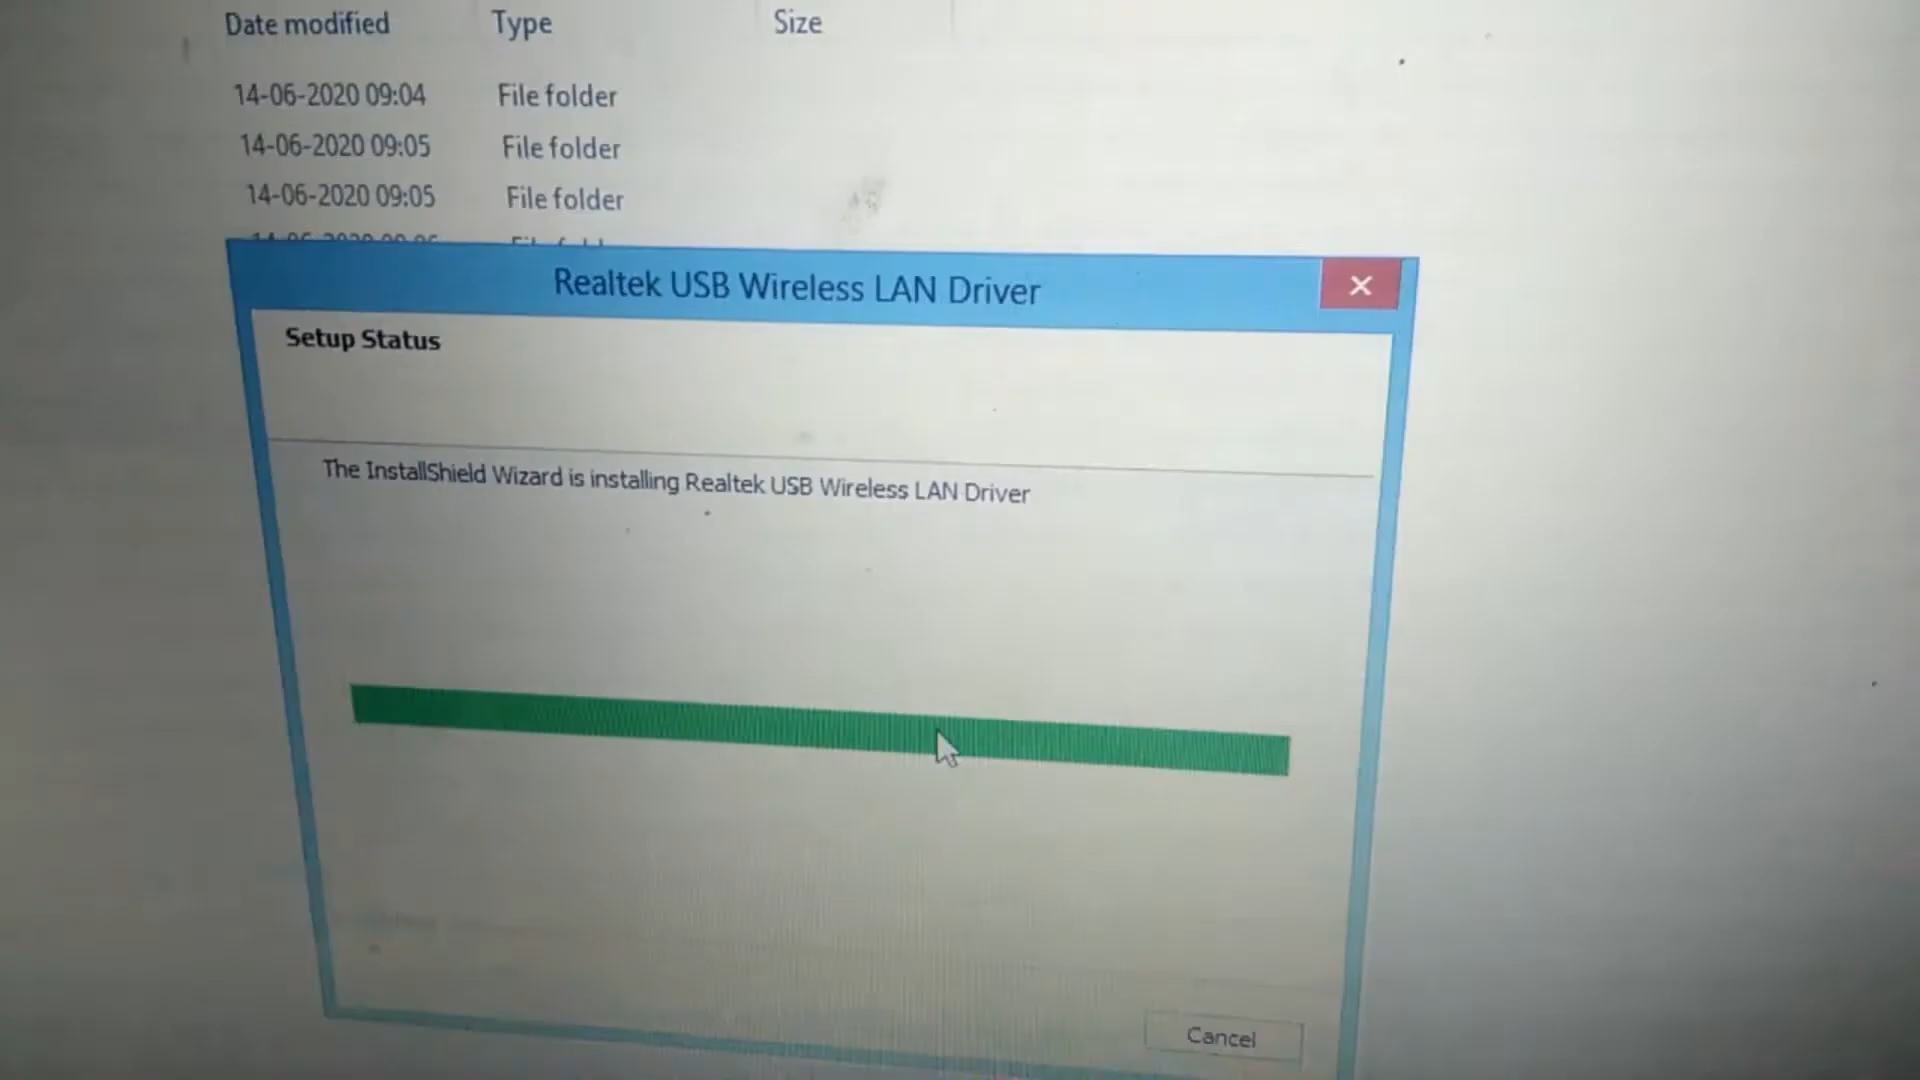 Date modified Type Size
14-06-2020 09:04 File folder
14-06-2020 09:05 File folder
14-06-2020 09:05 File folder
Realtek USB Wireless LAN Driver
Setup Status
The InstallShield Wizard is installing Realtek USB Wireless LAN Driver
Cancel